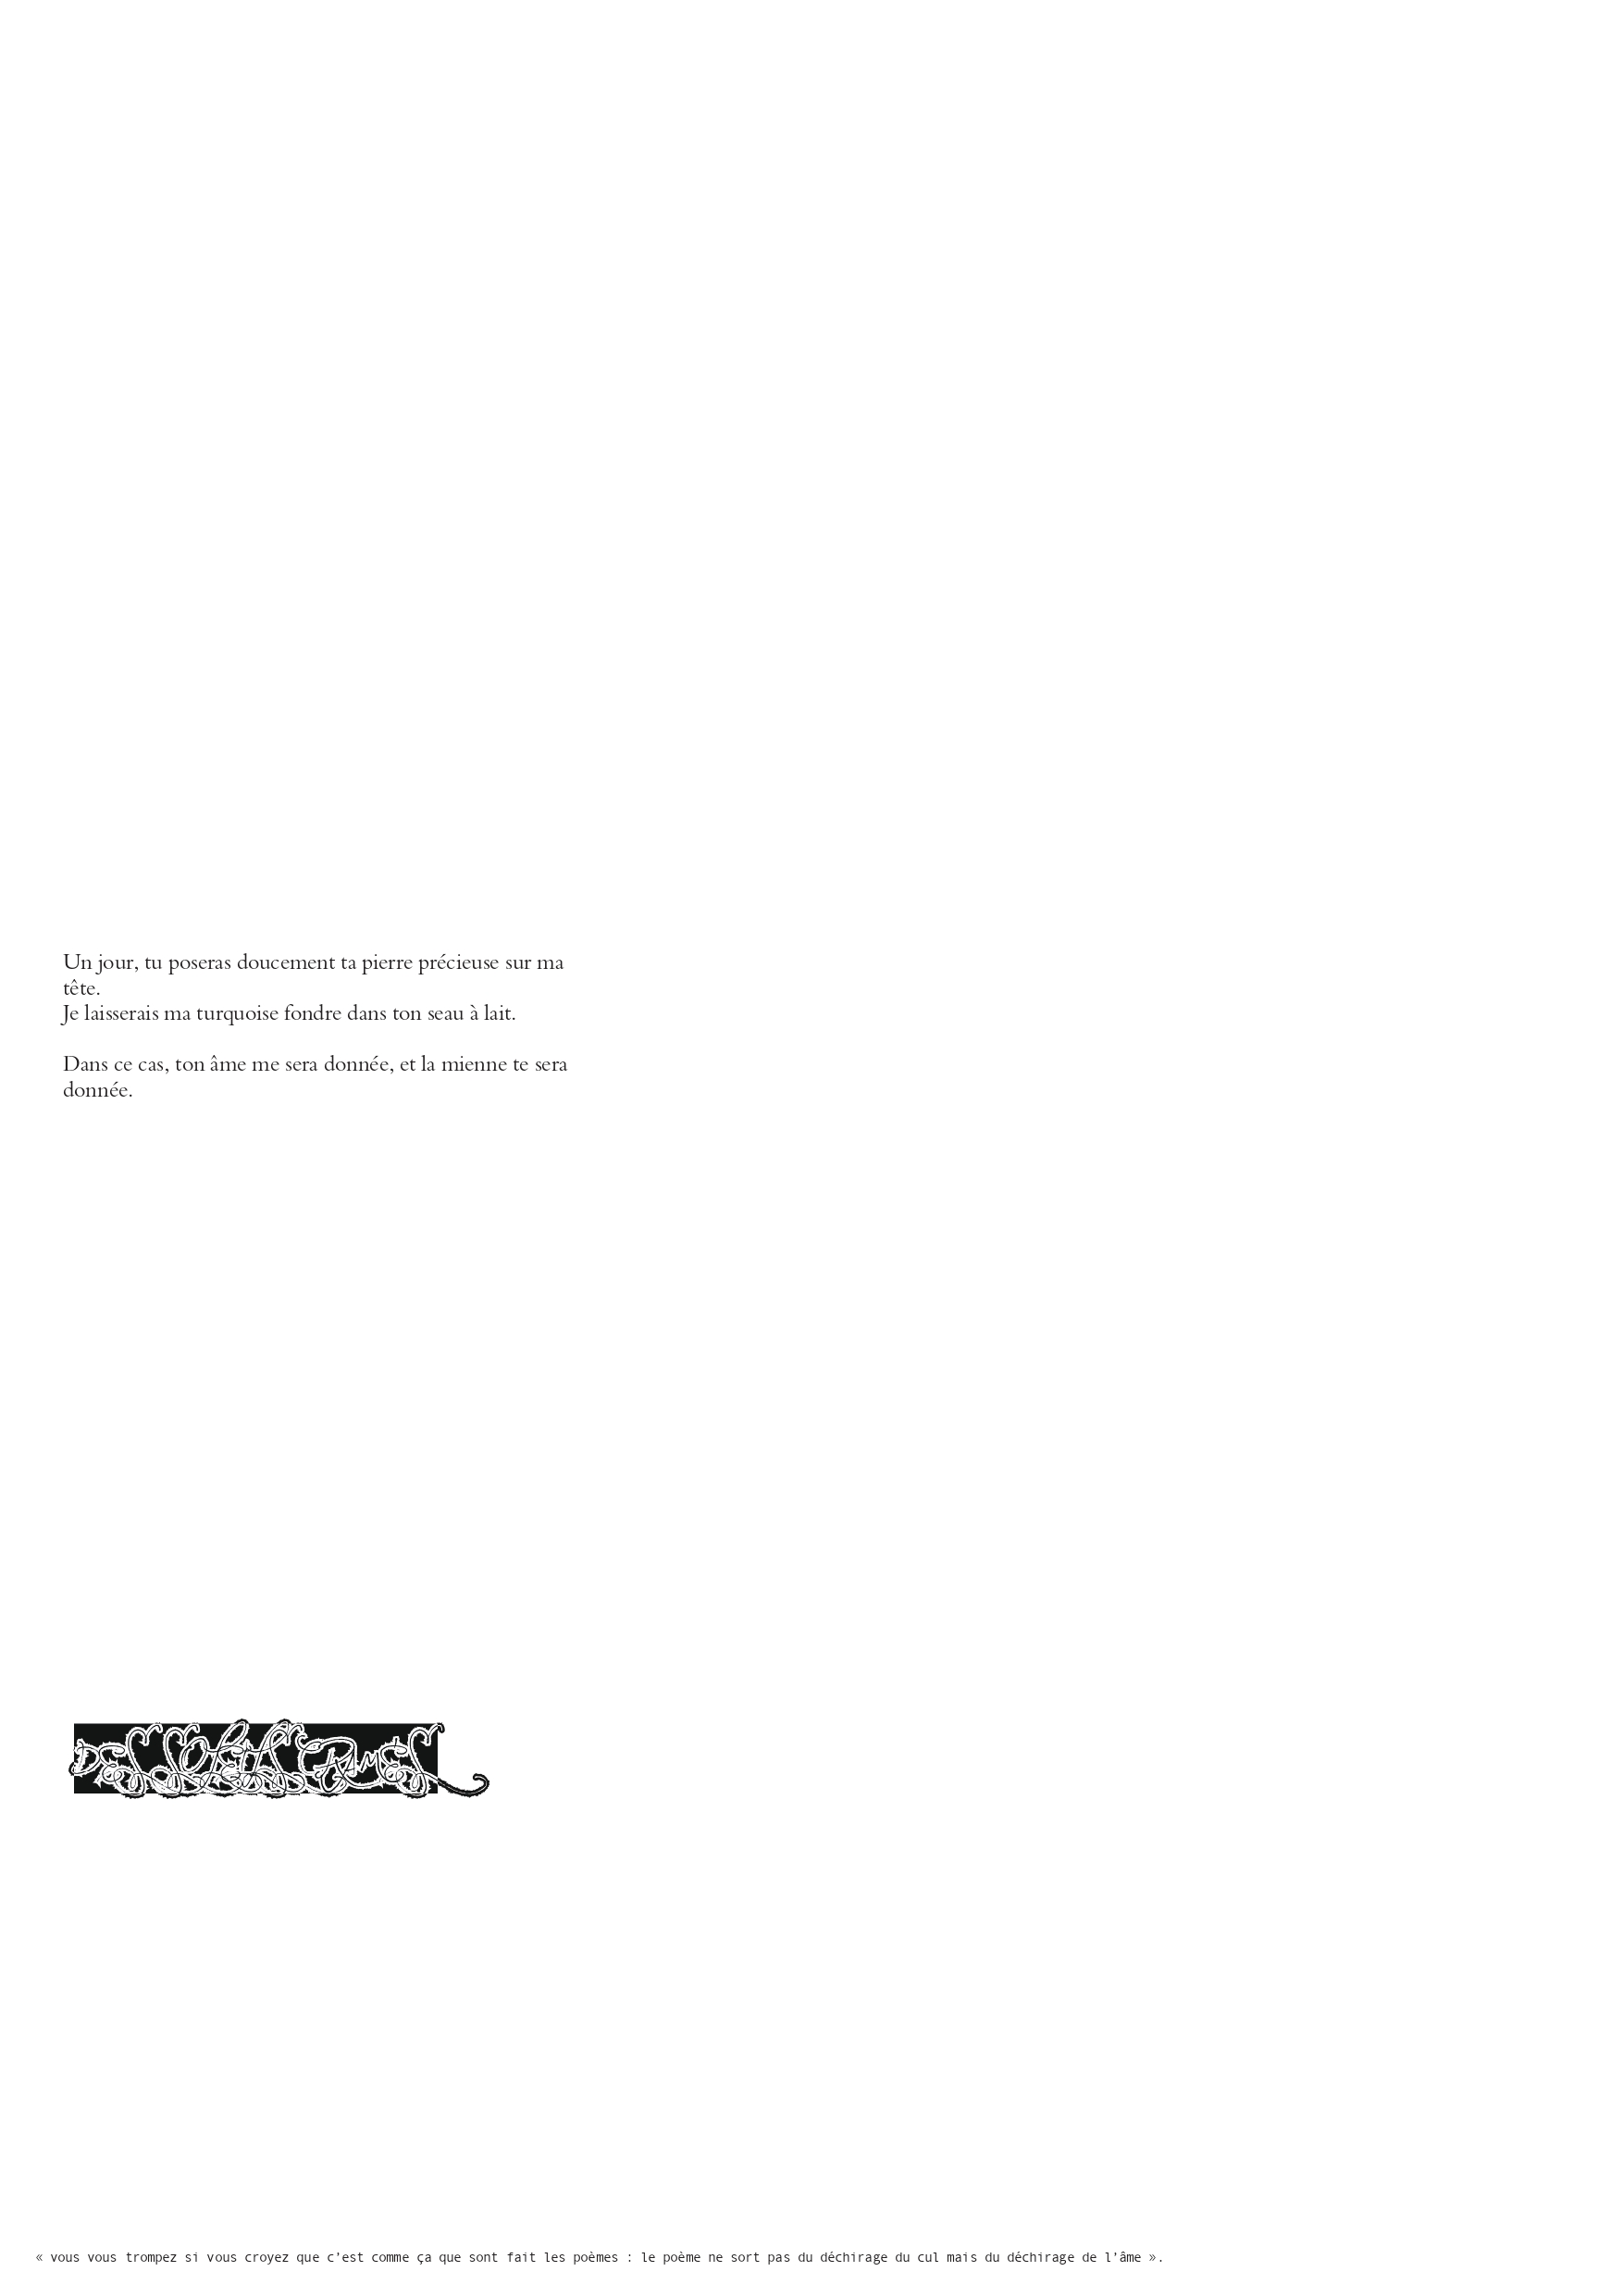 Un jour, tu poseras doucement ta pierre précieuse sur ma
tête.
Je laisserais ma turquoise fondre dans ton seau à lait.
Dans ce cas, ton âme me sera donnée, et la mienne te sera
donnée.
« vous vous trompez si vous croyez que c’est comme ça que sont fait les poèmes : le poème ne sort pas du déchirage du cul mais du déchirage de l’âme ».